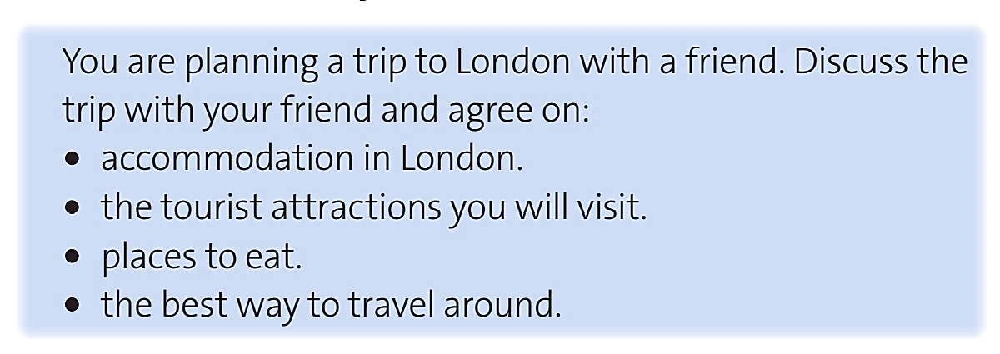 You are planning a trip to London with a friend. Discuss the
trip with your friend and agree on:
• accommodation in London.
• the tourist attractions you will visit.
• places to eat.
• the best way to travel around.